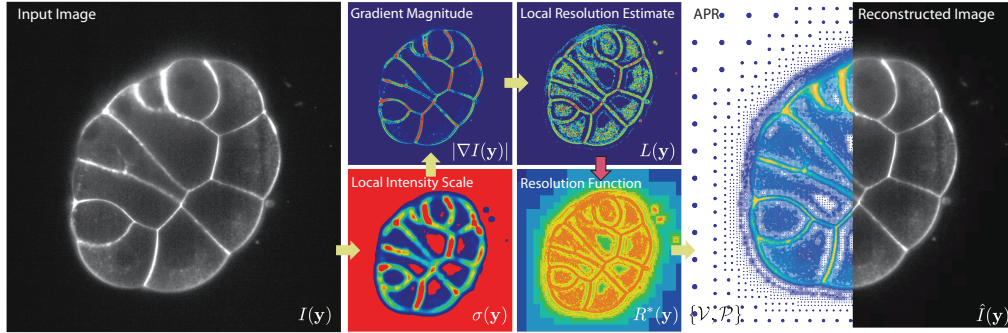 Input Image
I(y)
Gradient Magnitude
|∇I(y)|
Local Resolution Estimate
L(y)
Local Intensity Scale
σ(y)
Resolution Function
R*(y)
APR
{V, P}
Reconstructed Image
Î(y)